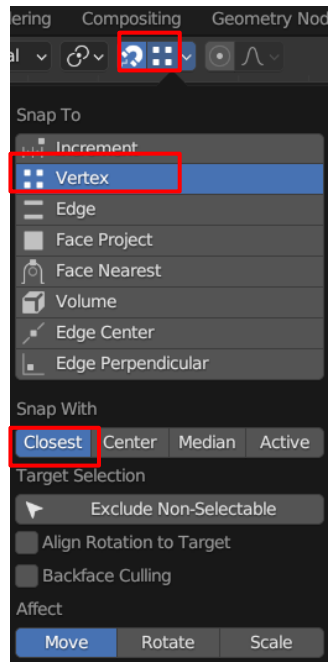 dering Compositing Geometry Nod
al
Snap To
Increment
Vertex
Edge
Face Project
Face Nearest
Volume
Edge Center
Edge Perpendicular
Snap With
Closest Center Median Active
Target Selection
Exclude Non-Selectable
Align Rotation to Target
Backface Culling
Affect
Move Rotate Scale